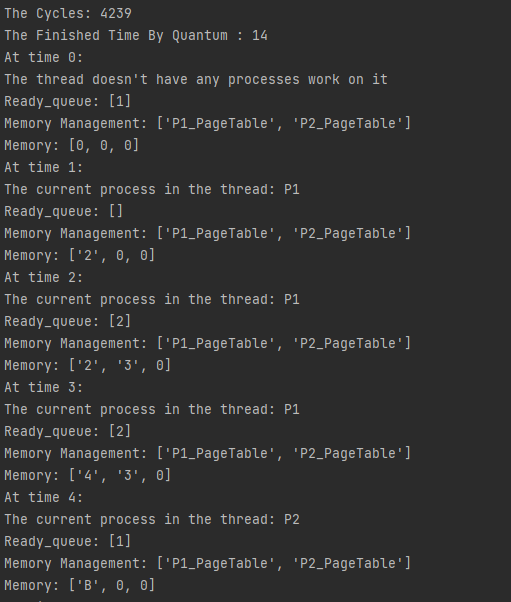 The Cycles: 4239
The Finished Time By Quantum : 14
At time 0:
The thread doesn't have any processes work on it
Ready_queue: [1]
Memory Management: ['P1_PageTable', 'P2_PageTable']
Memory: [0, 0, 0]
At time 1:
The current process in the thread: P1
Ready_queue: []
Memory Management: ['P1_PageTable', 'P2_PageTable']
Memory: ['2', 0, 0]
At time 2:
The current process in the thread: P1
Ready_queue: [2]
Memory Management: ['P1_PageTable', 'P2_PageTable']
Memory: ['2', '3', 0]
At time 3:
The current process in the thread: P1
Ready_queue: [2]
Memory Management: ['P1_PageTable', 'P2_PageTable']
Memory: ['4', '3', 0]
At time 4:
The current process in the thread: P2
Ready_queue: [1]
Memory Management: ['P1_PageTable', 'P2_PageTable']
Memory: ['B', 0, 0]